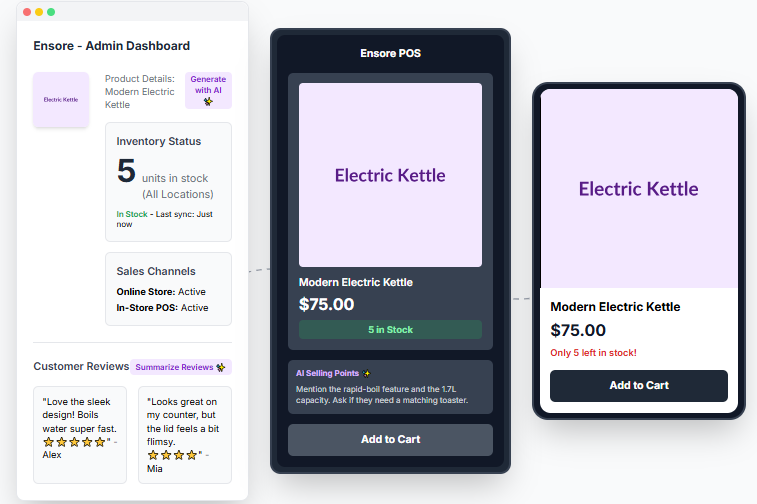 Ensore - Admin Dashboard
Electric Kettle
Product Details:
Modern Electric
Kettle
Generate
with AI
✨
Inventory Status
5 units in stock
(All Locations)
In Stock - Last sync: Just
now
Sales Channels
Online Store: Active
In-Store POS: Active
Customer Reviews
Summarize Reviews ✨
"Love the sleek
design! Boils
water super fast.
⭐⭐⭐⭐⭐" -
Alex
"Looks great on
my counter, but
the lid feels a bit
flimsy.
⭐⭐⭐⭐" -
Mia
Ensore POS
Electric Kettle
Modern Electric Kettle
$75.00
5 in Stock
AI Selling Points ✨
Mention the rapid-boil feature and the 1.7L
capacity. Ask if they need a matching toaster.
Add to Cart
Electric Kettle
Modern Electric Kettle
$75.00
Only 5 left in stock!
Add to Cart